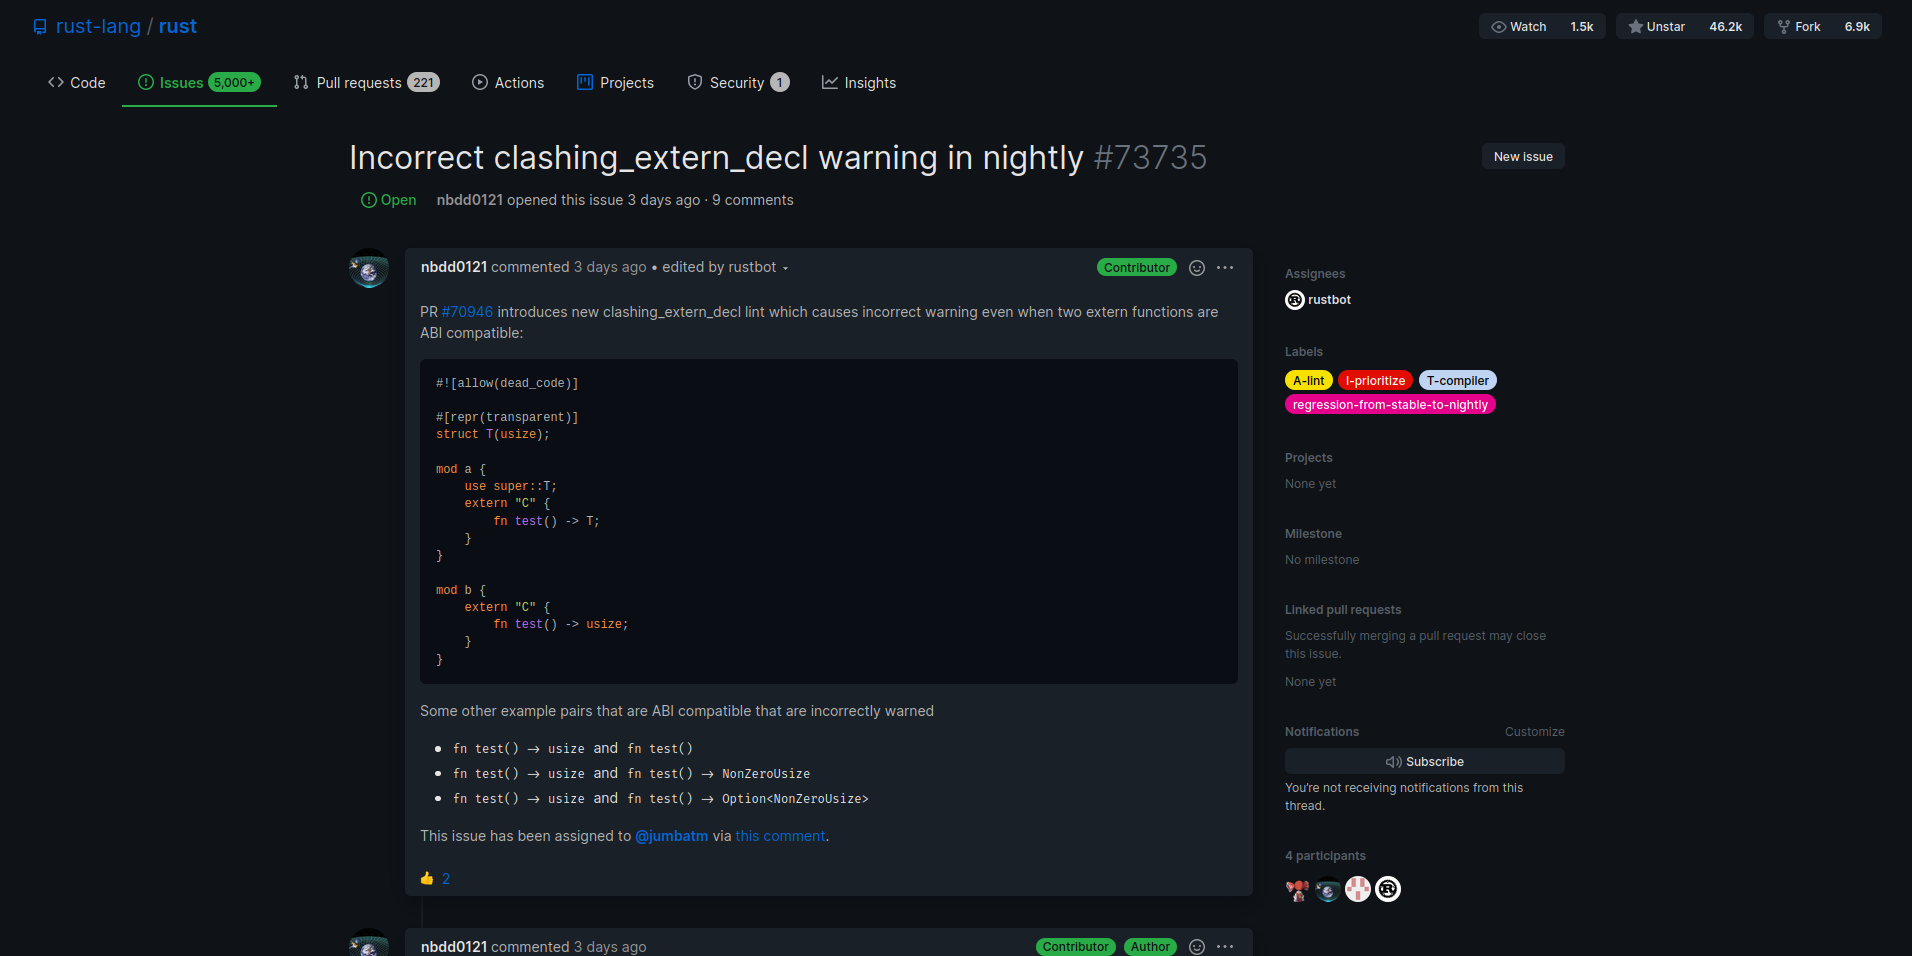 rust-lang / rust
Watch 1.5k Unstar 46.2k Fork 6.9k
Code Issues 5,000+ Pull requests 221 Actions Projects Security 1 Insights
Incorrect clashing_extern_decl warning in nightly #73735
New issue
Open nbdd0121 opened this issue 3 days ago · 9 comments
nbdd0121 commented 3 days ago • edited by rustbot
Contributor
PR #70946 introduces new clashing_extern_decl lint which causes incorrect warning even when two extern functions are
ABI compatible:
#![allow(dead_code)]
#[repr(transparent)]
struct T(usize);
mod a {
    use super::T;
    extern "C" {
        fn test() -> T;
    }
}
mod b {
    extern "C" {
        fn test() -> usize;
    }
}
Some other example pairs that are ABI compatible that are incorrectly warned
• fn test() -> usize and fn test()
• fn test() -> usize and fn test() -> NonZeroUsize
• fn test() -> usize and fn test() -> Option<NonZeroUsize>
This issue has been assigned to @jumbatm via this comment.
👍 2
nbdd0121 commented 3 days ago
Contributor Author
Assignees
rustbot
Labels
A-lint I-prioritize T-compiler
regression-from-stable-to-nightly
Projects
None yet
Milestone
No milestone
Linked pull requests
Successfully merging a pull request may close
this issue.
None yet
Notifications Customize
Subscribe
You're not receiving notifications from this
thread.
4 participants